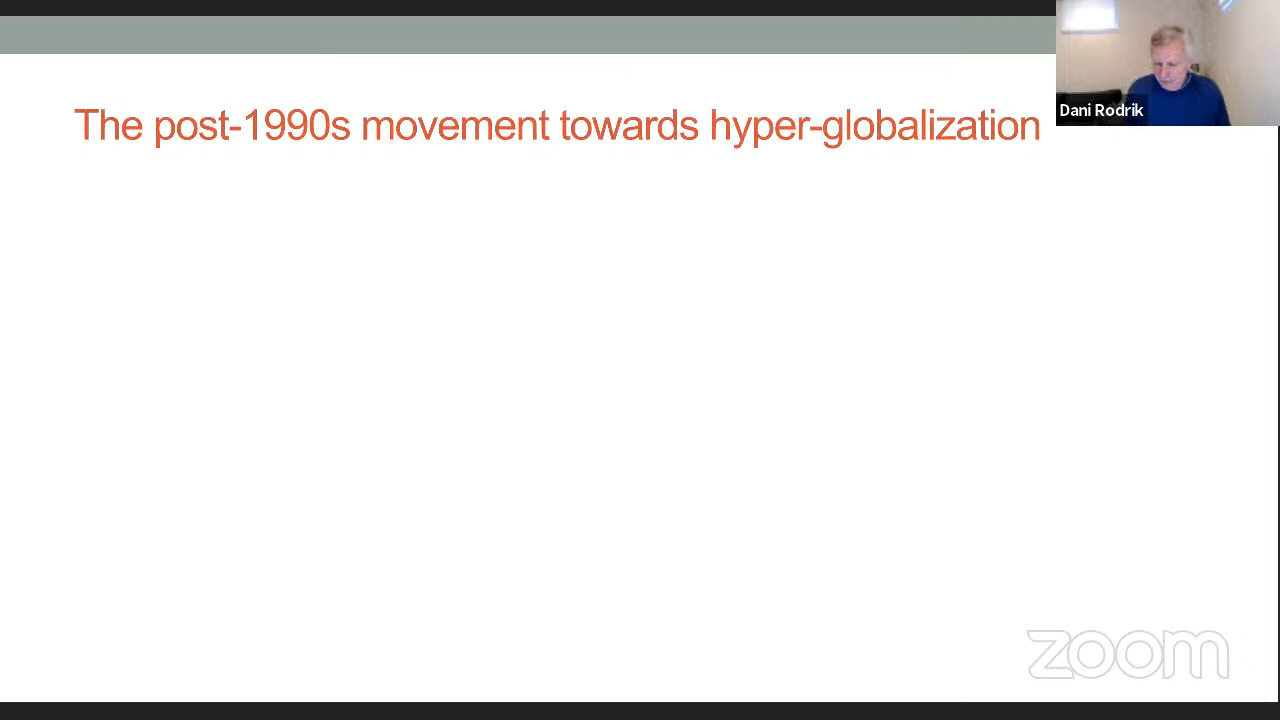 The post-1990s movement towards hyper-globalization
Dani Rodrik
zoom